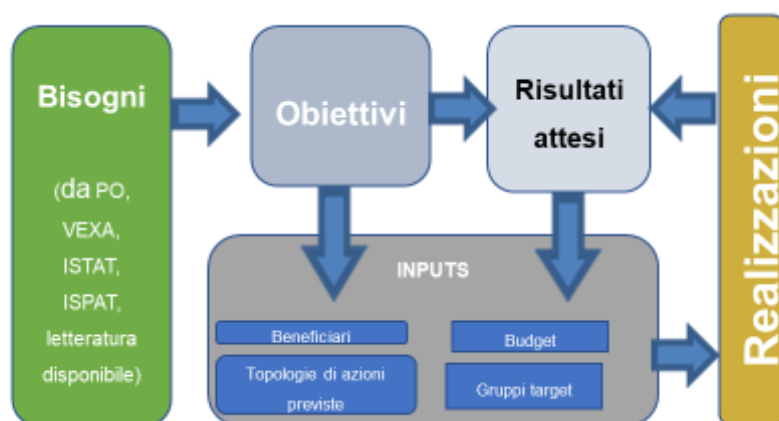 Bisogni
(da PO,
VEXA,
ISTAT,
ISPAT,
letteratura
disponibile)
Obiettivi
Risultati
attesi
INPUTS
Beneficiari
Topologie di azioni
previste
Budget
Gruppi target
Realizzazioni